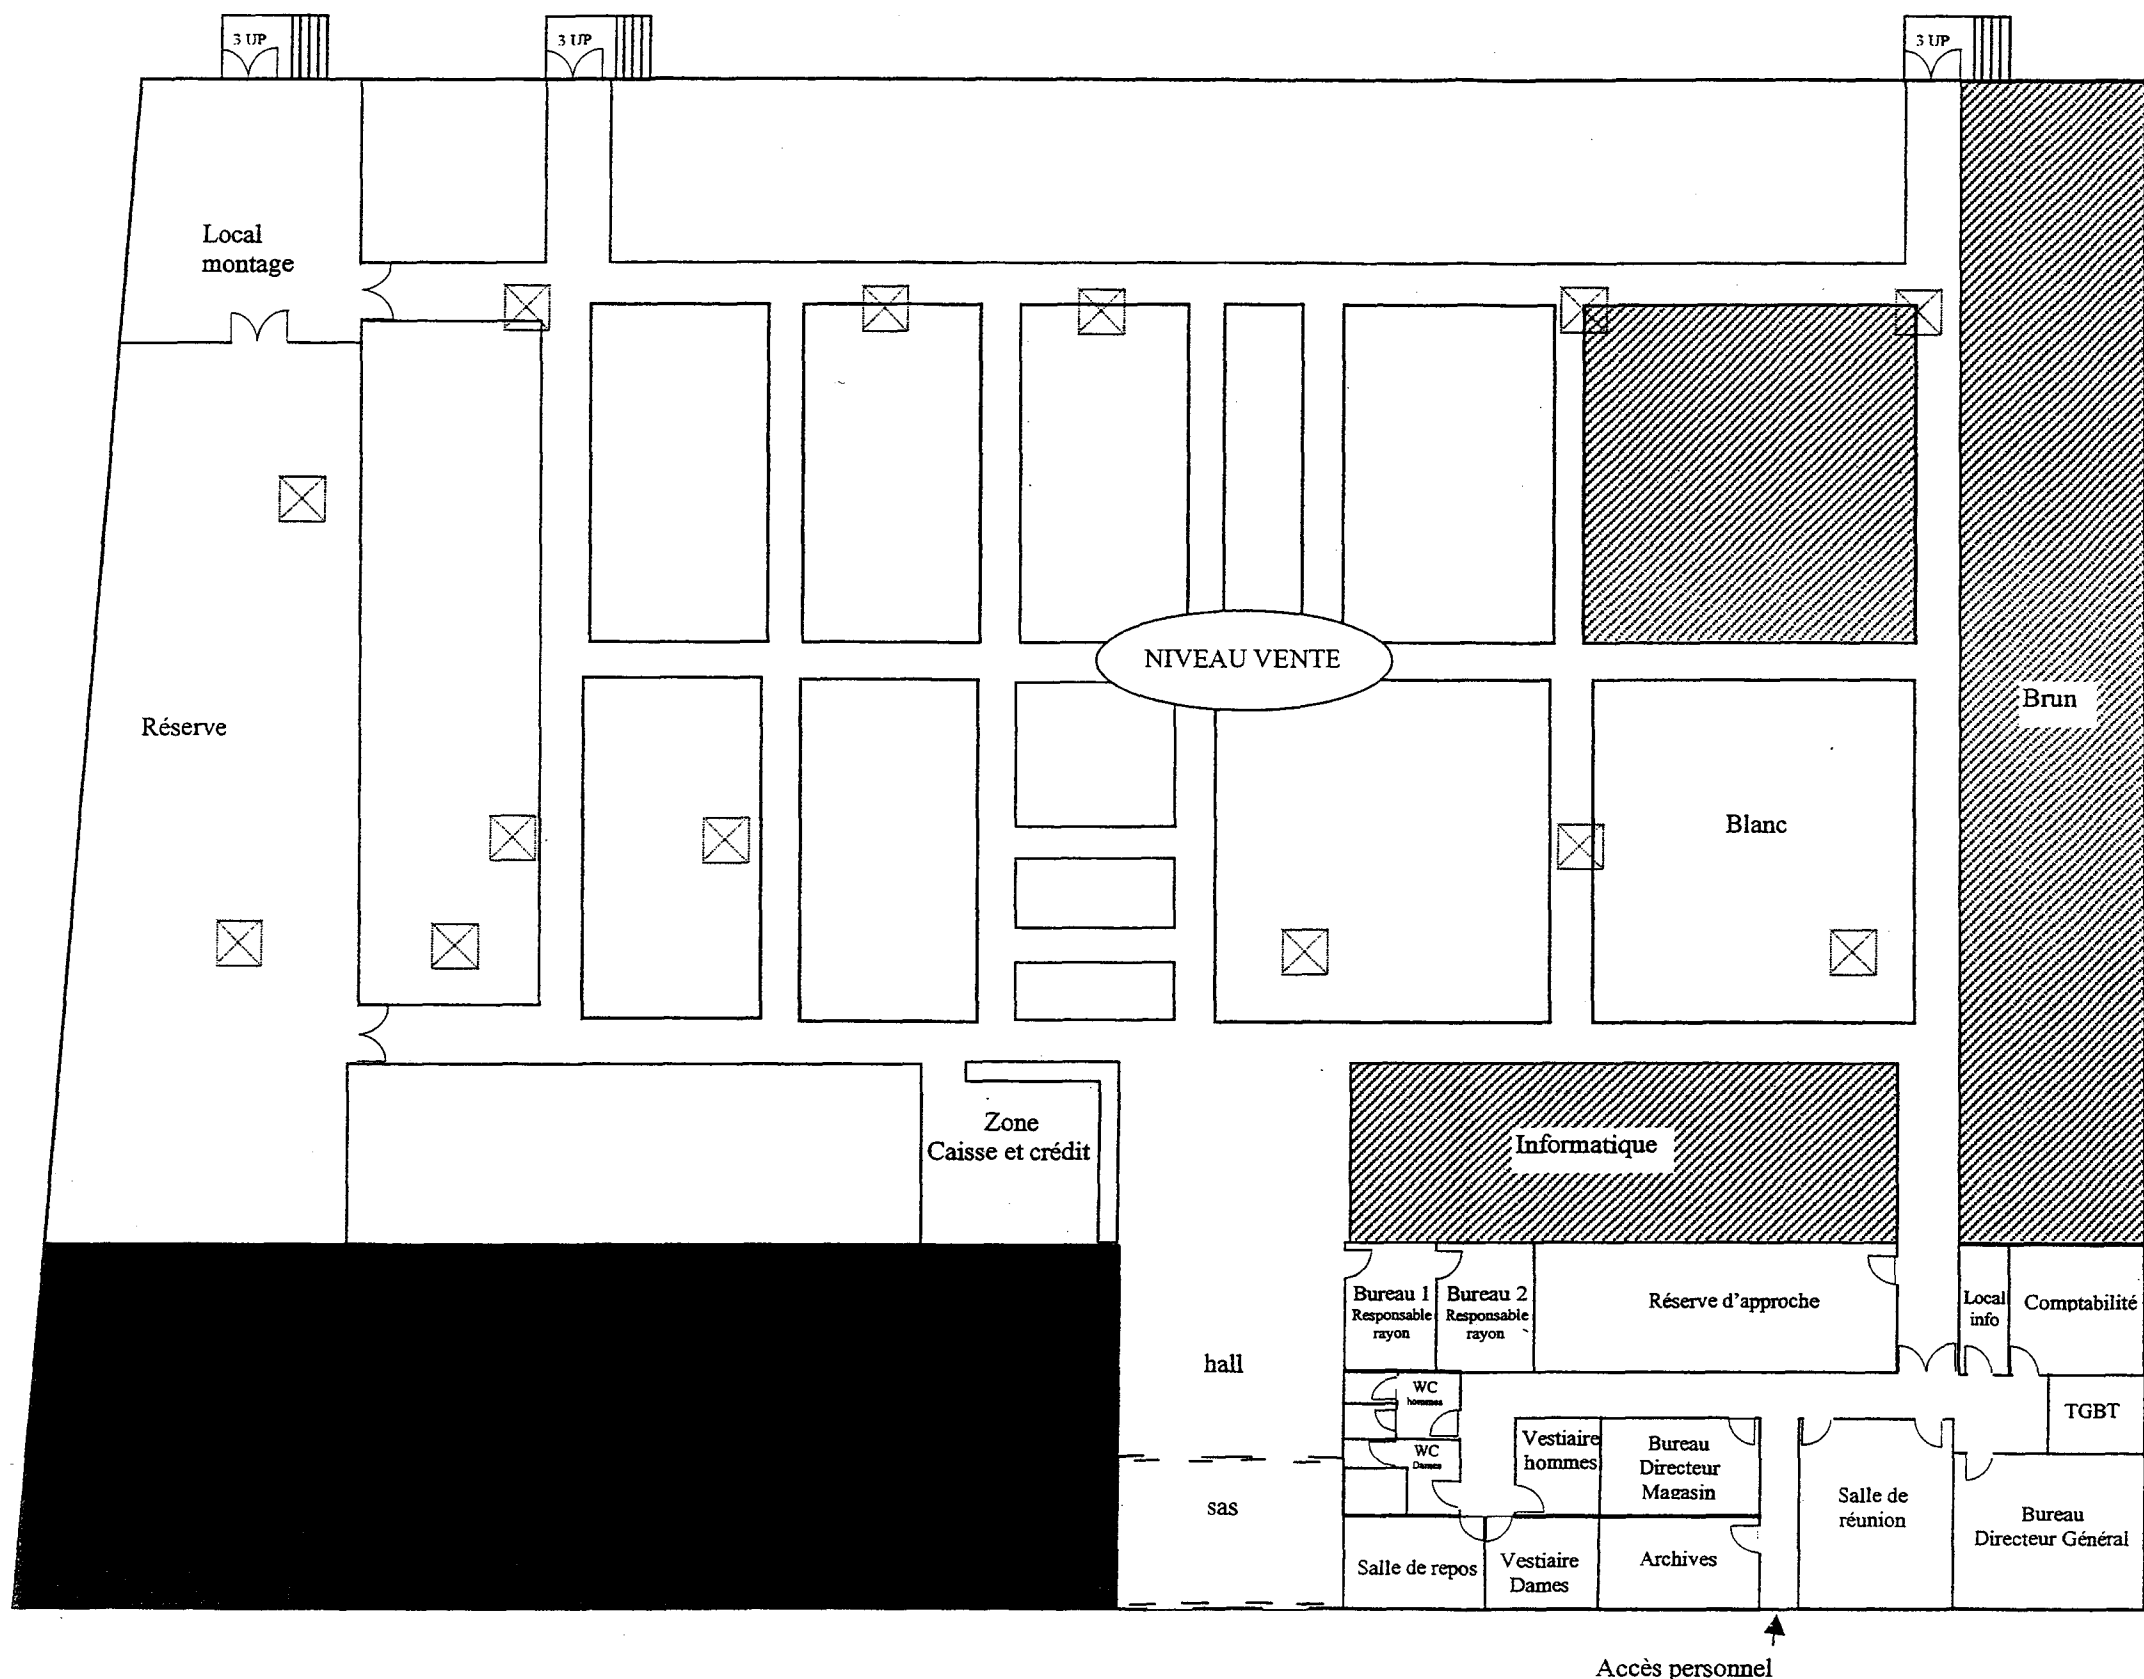 3 UP
3 UP
3 UP
Local
montage
NIVEAU VENTE
Brun
Réserve
Blanc
Zone
Caisse et crédit
Informatique
Bureau 1
Responsable
rayon
Bureau 2
Responsable
rayon
Réserve d'approche
Local
info
Comptabilité
hall
WC
hommes
TGBT
WC
Dames
Vestiaire
hommes
Bureau
Directeur
Magasin
Salle de
réunion
sas
Bureau
Directeur Général
Salle de repos
Vestiaire
Dames
Archives
Accès personnel